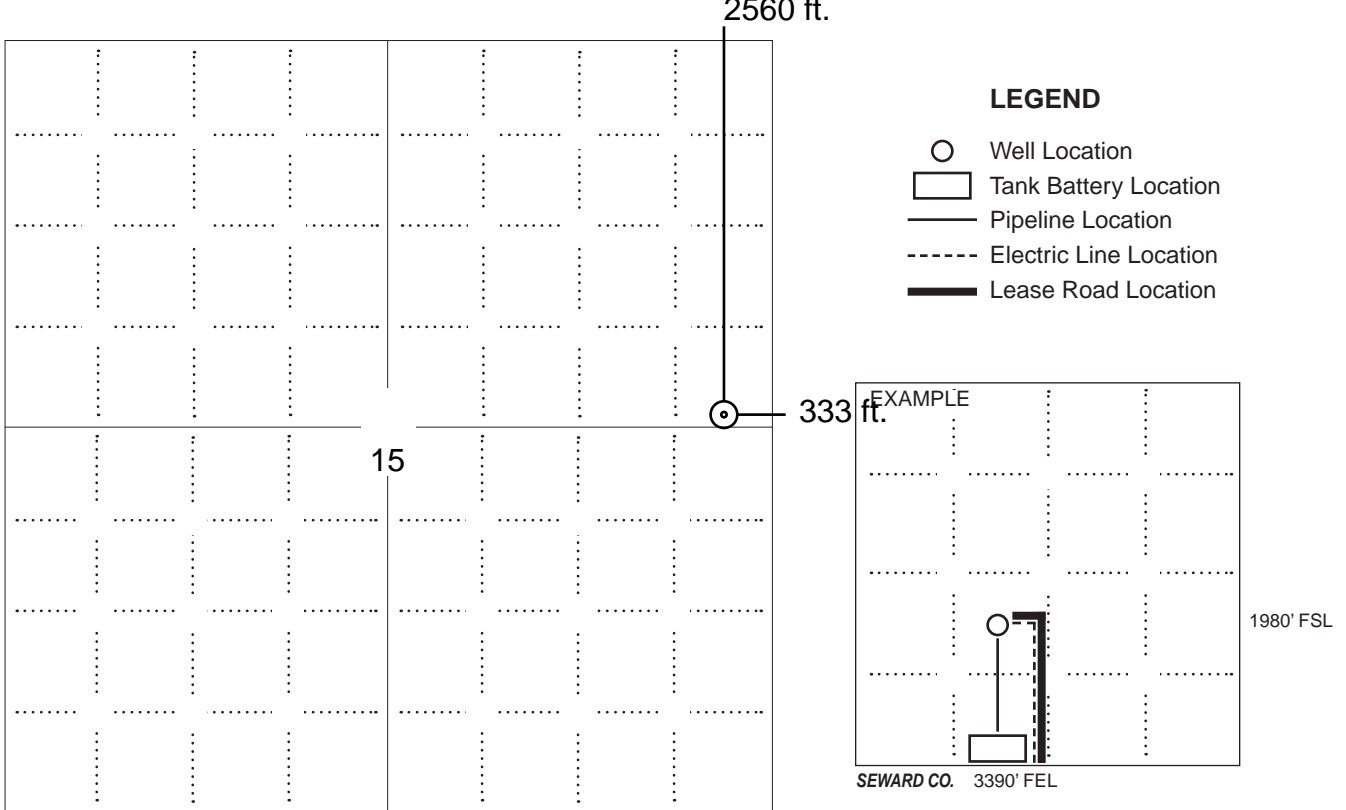 2560 ft.
LEGEND
Well Location
Tank Battery Location
Pipeline Location
Electric Line Location
Lease Road Location
333 ft.
EXAMPLE
15
1980' FSL
SEWARD CO. 3390' FEL